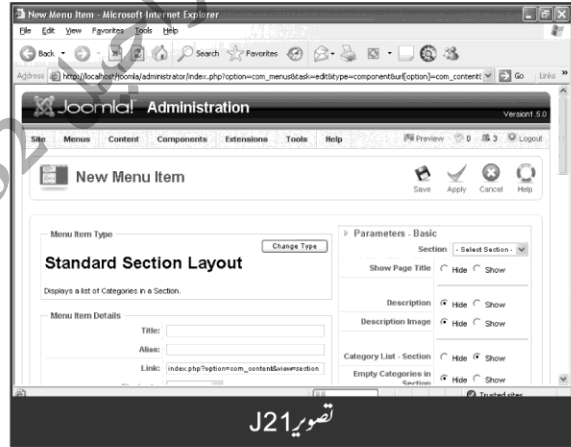 New Menu Item - Microsoft Internet Explorer
File Edit View Favorites Tools Help
Back Search Favorites
Address http://localhost/joomla/administrator/index.php?option=com_menus&task=edit&type=component&url[option]=com_content& Go Links »
Joomla! Administration
Version1.5.0
Site Menus Content Components Extensions Tools Help Preview 0 3 Logout
New Menu Item
Save Apply Cancel Help
Menu Item Type
Change Type
Standard Section Layout
Displays a list of Categories in a Section.
Menu Item Details
Title:
Alias:
Link: index.php?option=com_content&view=section
Parameters - Basic
Section - Select Section -
Show Page Title Hide Show
Description Hide Show
Description Image Hide Show
Category List - Section Hide Show
Empty Categories in
Section Hide Show
Trusted sites
تصویر J21